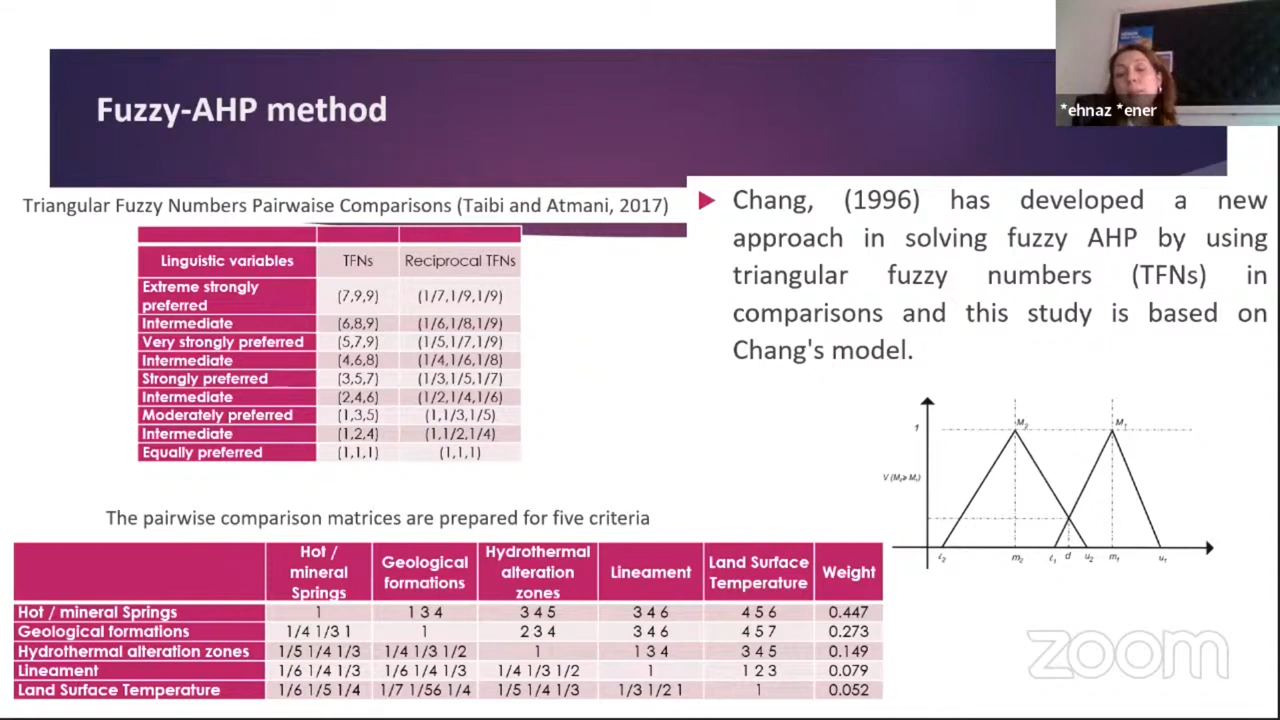 Fuzzy-AHP method
*ehnaz *ener
Triangular Fuzzy Numbers Pairwaise Comparisons (Taibi and Atmani, 2017)
Linguistic variables TFNs Reciprocal TFNs
Extreme strongly preferred (7,9,9) (1/7,1/9,1/9)
Intermediate (6,8,9) (1/6,1/8,1/9)
Very strongly preferred (5,7,9) (1/5,1/7,1/9)
Intermediate (4,6,8) (1/4,1/6,1/8)
Strongly preferred (3,5,7) (1/3,1/5,1/7)
Intermediate (2,4,6) (1/2,1/4,1/6)
Moderately preferred (1,3,5) (1,1/3,1/5)
Intermediate (1,2,4) (1,1/2,1/4)
Equally preferred (1,1,1) (1,1,1)
Chang, (1996) has developed a new
approach in solving fuzzy AHP by using
triangular fuzzy numbers (TFNs) in
comparisons and this study is based on
Chang's model.
1 M2 M1
V (M2≥M1)
l2 m2 l1 d u2 m1 u1
The pairwise comparison matrices are prepared for five criteria
Hot / mineral Springs Geological formations Hydrothermal alteration zones Lineament Land Surface Temperature Weight
Hot / mineral Springs 1 1 3 4 3 4 5 3 4 6 4 5 6 0.447
Geological formations 1/4 1/3 1 1 2 3 4 3 4 6 4 5 7 0.273
Hydrothermal alteration zones 1/5 1/4 1/3 1/4 1/3 1/2 1 1 3 4 3 4 5 0.149
Lineament 1/6 1/4 1/3 1/6 1/4 1/3 1/4 1/3 1/2 1 1 2 3 0.079
Land Surface Temperature 1/6 1/5 1/4 1/7 1/56 1/4 1/5 1/4 1/3 1/3 1/2 1 1 0.052
zoom